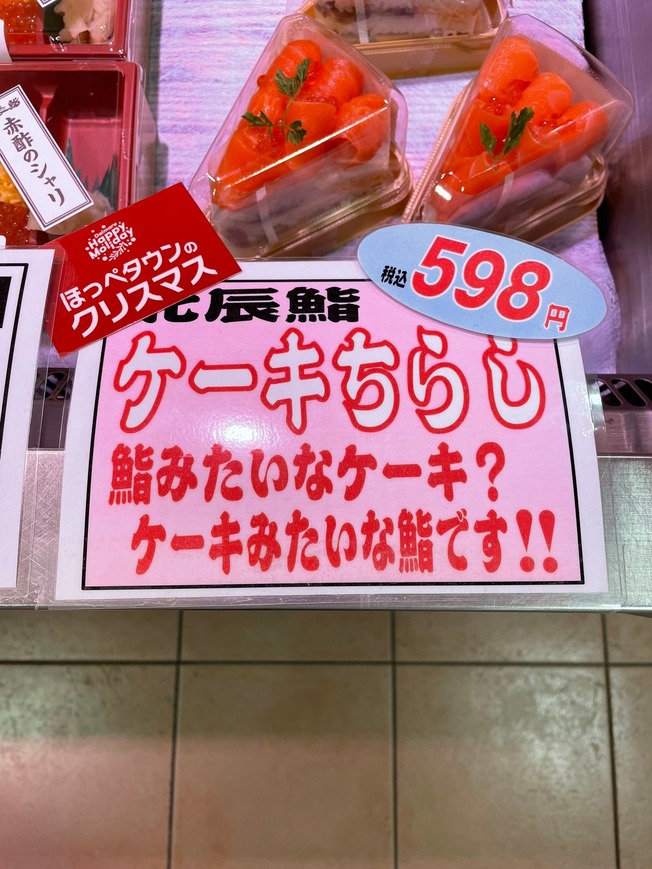 赤酢のシャリ
Happy
Holiday
ほっぺタウンの
クリスマス
税込598円
辰鮨
ケーキちらし
鮨みたいなケーキ?
ケーキみたいな鮨です!!